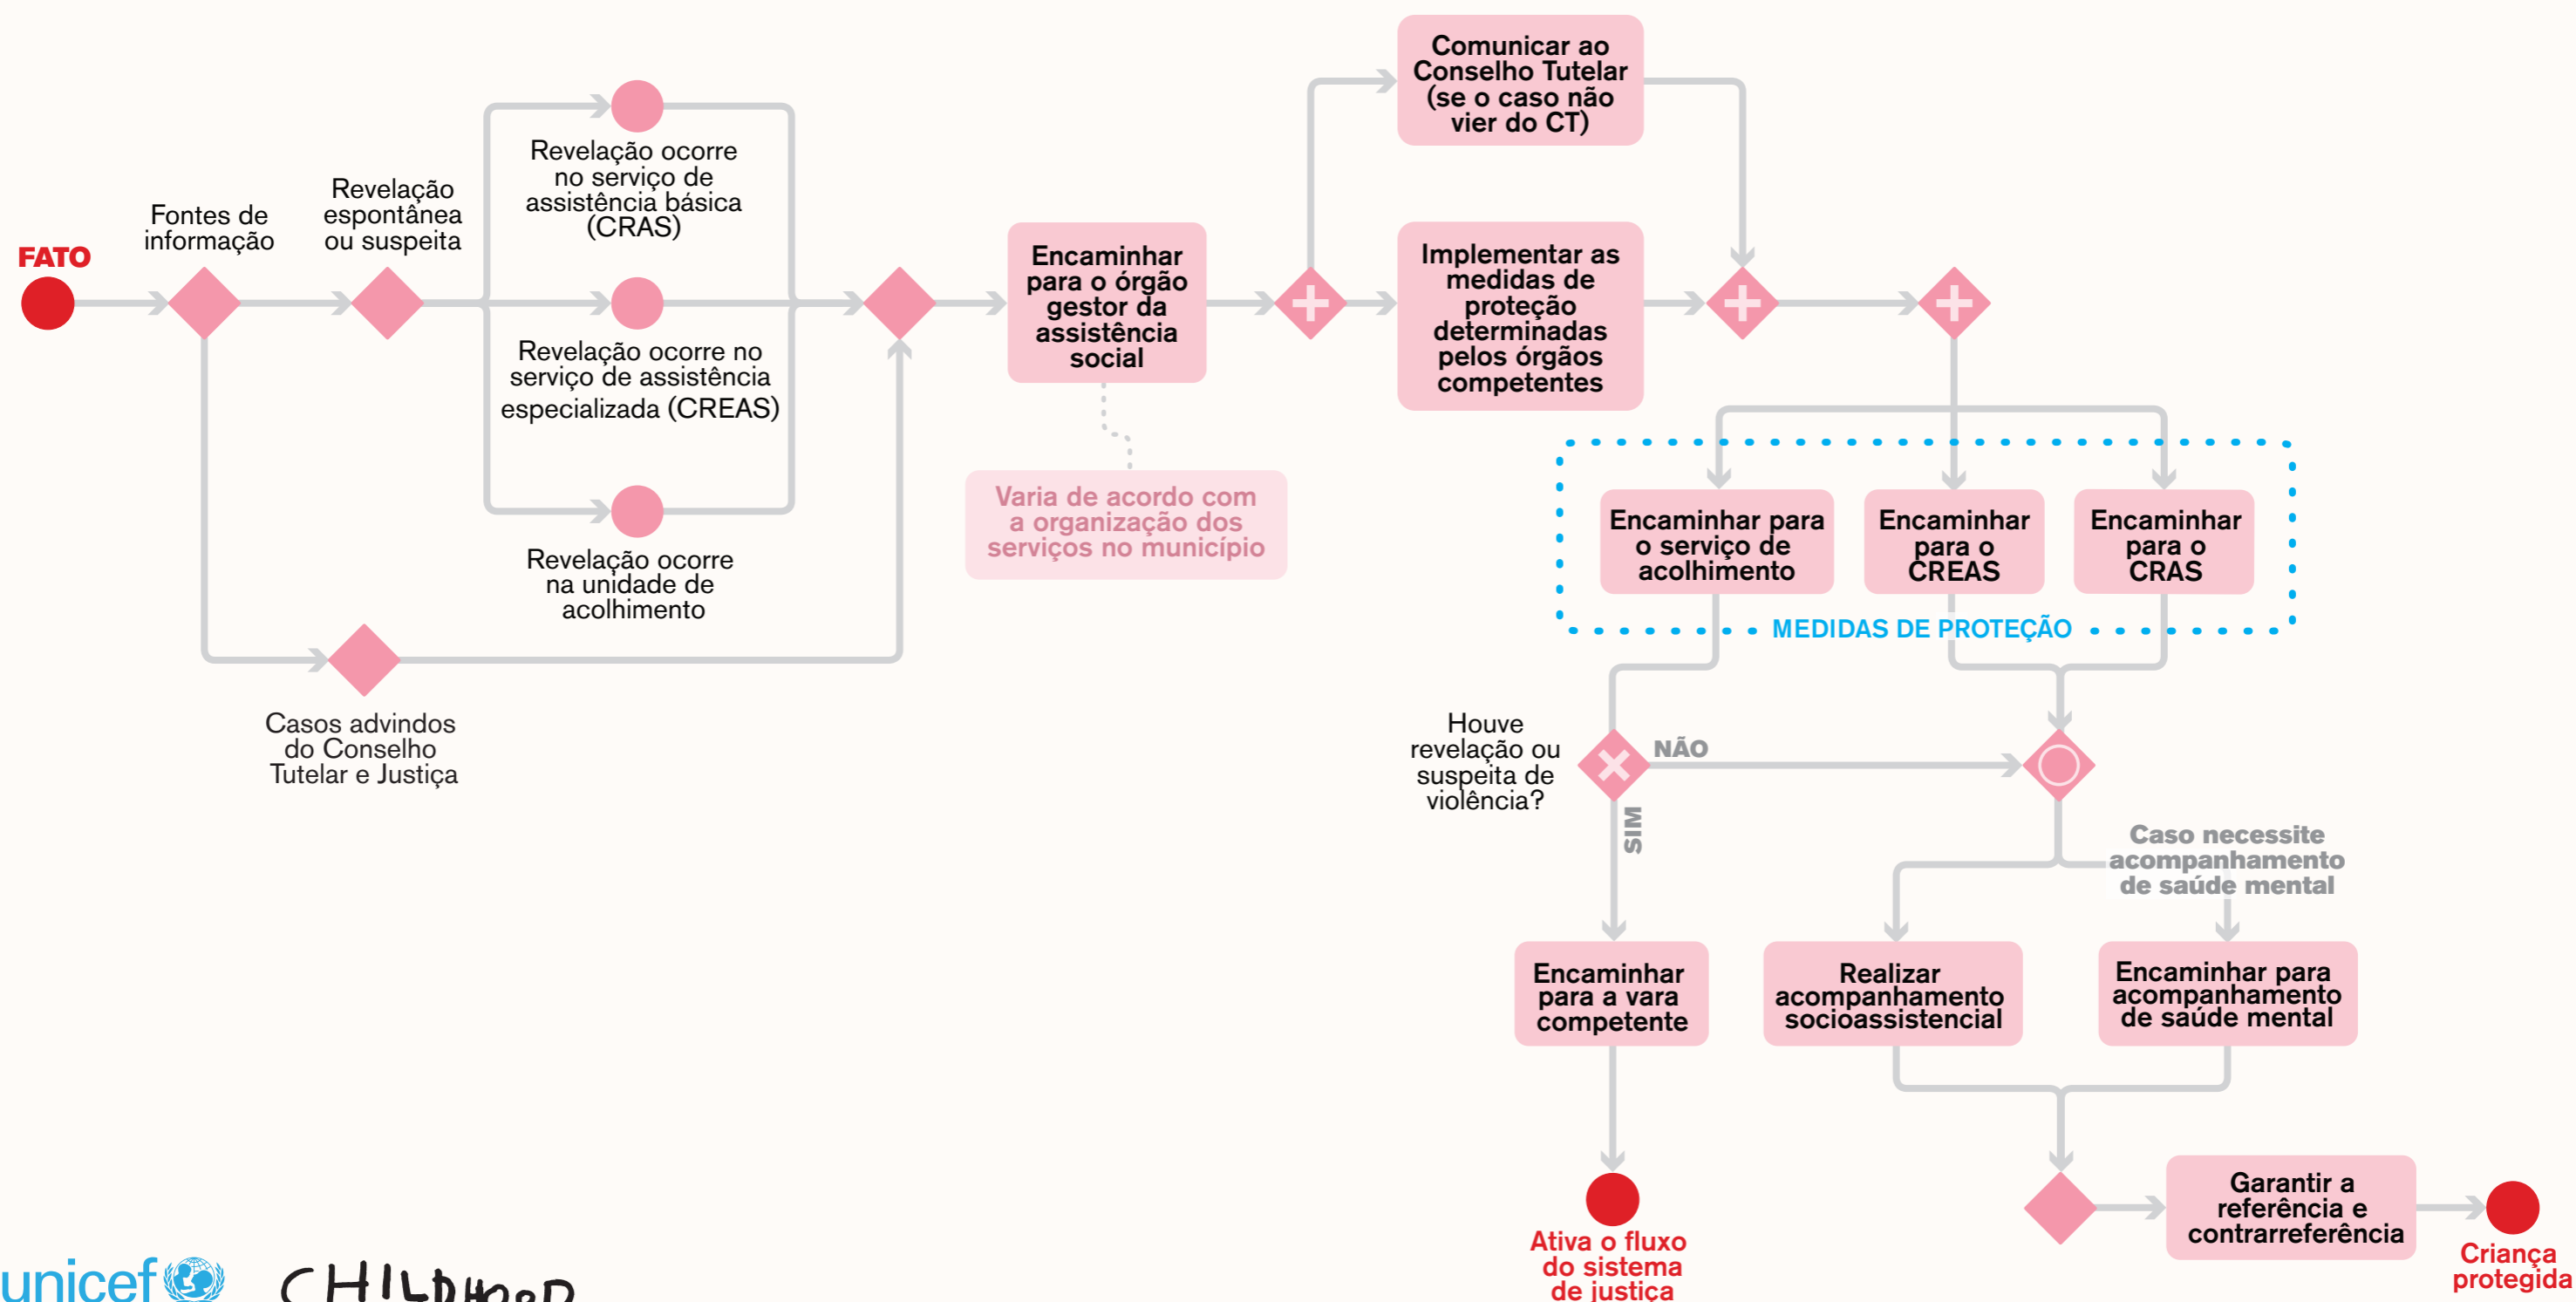 FATO
Fontes de
informação
Revelação
espontânea
ou suspeita
Revelação ocorre
no serviço de
assistência básica
(CRAS)
Revelação ocorre no
serviço de assistência
especializada (CREAS)
Revelação ocorre
na unidade de
acolhimento
Casos advindos
do Conselho
Tutelar e Justiça
Encaminhar
para o órgão
gestor da
assistência
social
Varia de acordo com
a organização dos
serviços no município
Comunicar ao
Conselho Tutelar
(se o caso não
vier do CT)
Implementar as
medidas de
proteção
determinadas
pelos órgãos
competentes
Encaminhar para
o serviço de
acolhimento
Encaminhar
para o
CREAS
Encaminhar
para o
CRAS
MEDIDAS DE PROTEÇÃO
Houve
revelação ou
suspeita de
violência?
NÃO
SIM
Caso necessite
acompanhamento
de saúde mental
Encaminhar
para a vara
competente
Realizar
acompanhamento
socioassistencial
Encaminhar para
acompanhamento
de saúde mental
Ativa o fluxo
do sistema
de justiça
Garantir a
referência e
contrarreferência
Criança
protegida
unicef
CHILDHOOD